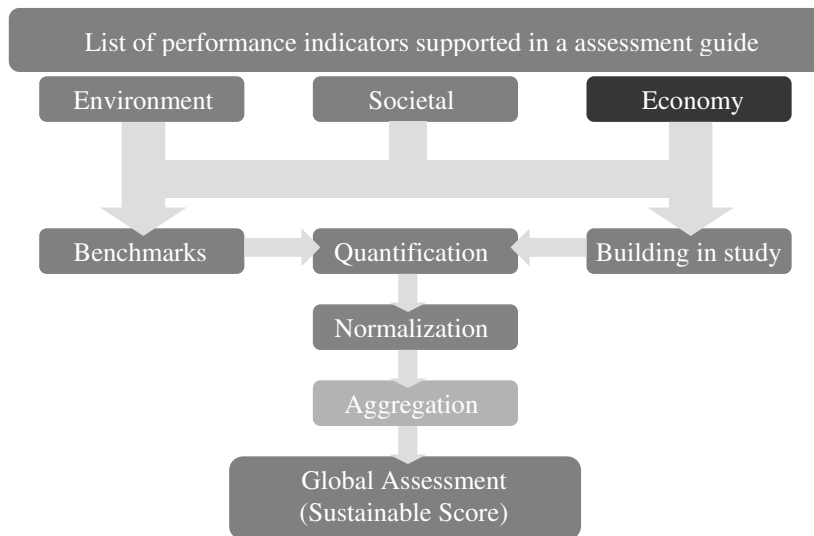 List of performance indicators supported in a assessment guide
Environment
Societal
Economy
Benchmarks
Quantification
Building in study
Normalization
Aggregation
Global Assessment
(Sustainable Score)